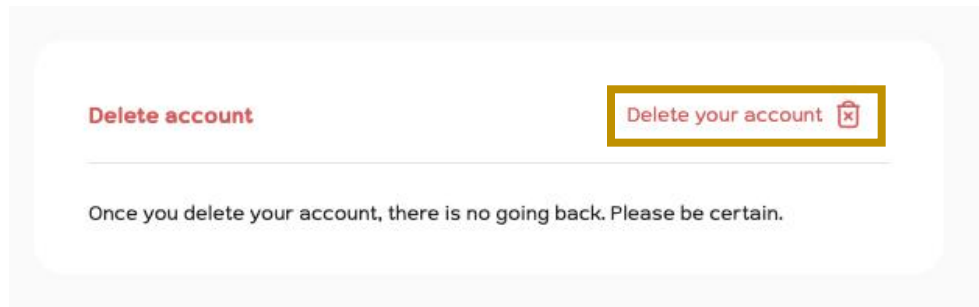 Delete account
Delete your account
Once you delete your account, there is no going back. Please be certain.